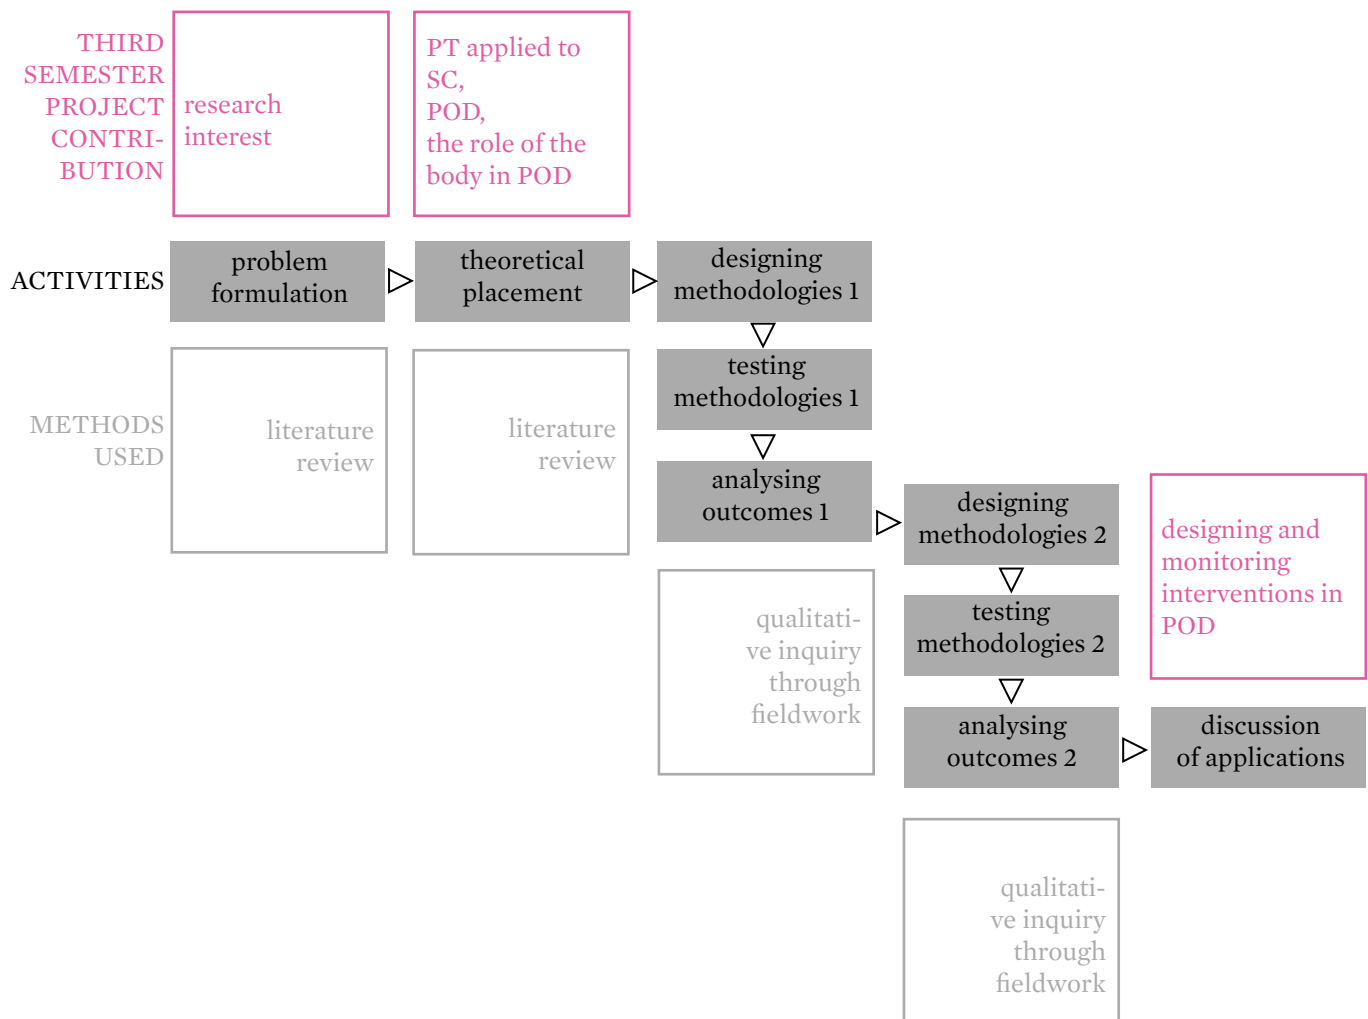 THIRD
SEMESTER
PROJECT
CONTRI-
BUTION
research
interest
PT applied to
SC,
POD,
the role of the
body in POD
ACTIVITIES
problem
formulation
theoretical
placement
designing
methodologies 1
testing
methodologies 1
analysing
outcomes 1
METHODS
USED
literature
review
literature
review
qualitati-
ve inquiry
through
fieldwork
designing
methodologies 2
testing
methodologies 2
analysing
outcomes 2
designing and
monitoring
interventions in
POD
discussion
of applications
qualitati-
ve inquiry
through
fieldwork